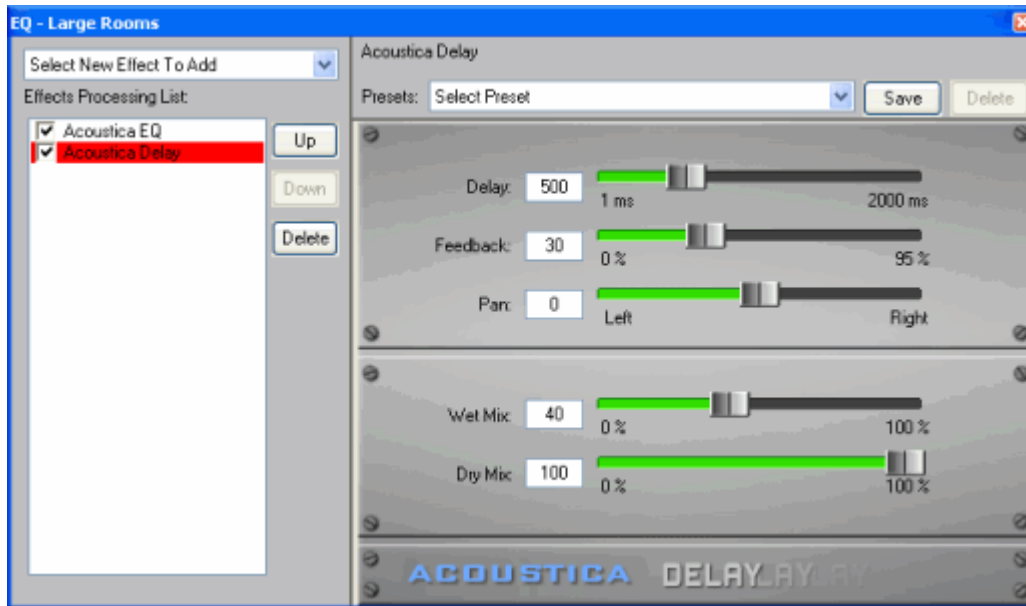 EQ - Large Rooms
Select New Effect To Add
Effects Processing List:
Acoustica EQ
Acoustica Delay
Up
Down
Delete
Acoustica Delay
Presets: Select Preset Save Delete
Delay: 500
1 ms 2000 ms
Feedback: 30
0 % 95 %
Pan: 0
Left Right
Wet Mix: 40
0 % 100 %
Dry Mix: 100
0 % 100 %
ACOUSTICA DELAYLAYLAY